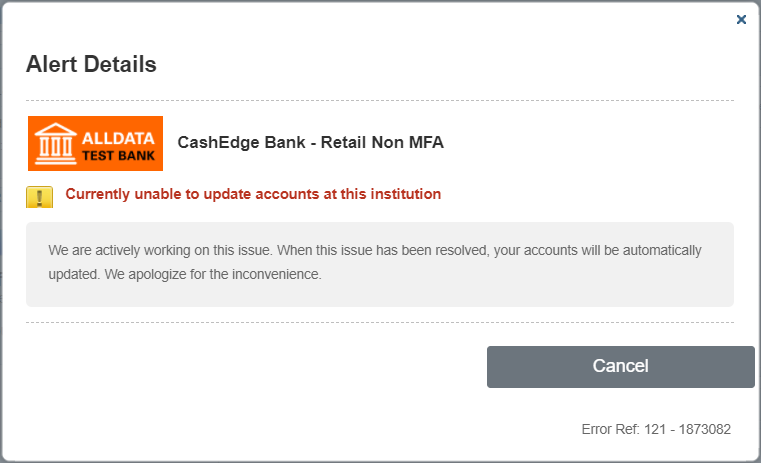 Alert Details
ALLDATA
TEST BANK
CashEdge Bank - Retail Non MFA
Currently unable to update accounts at this institution
We are actively working on this issue. When this issue has been resolved, your accounts will be automatically
updated. We apologize for the inconvenience.
Cancel
Error Ref: 121 - 1873082